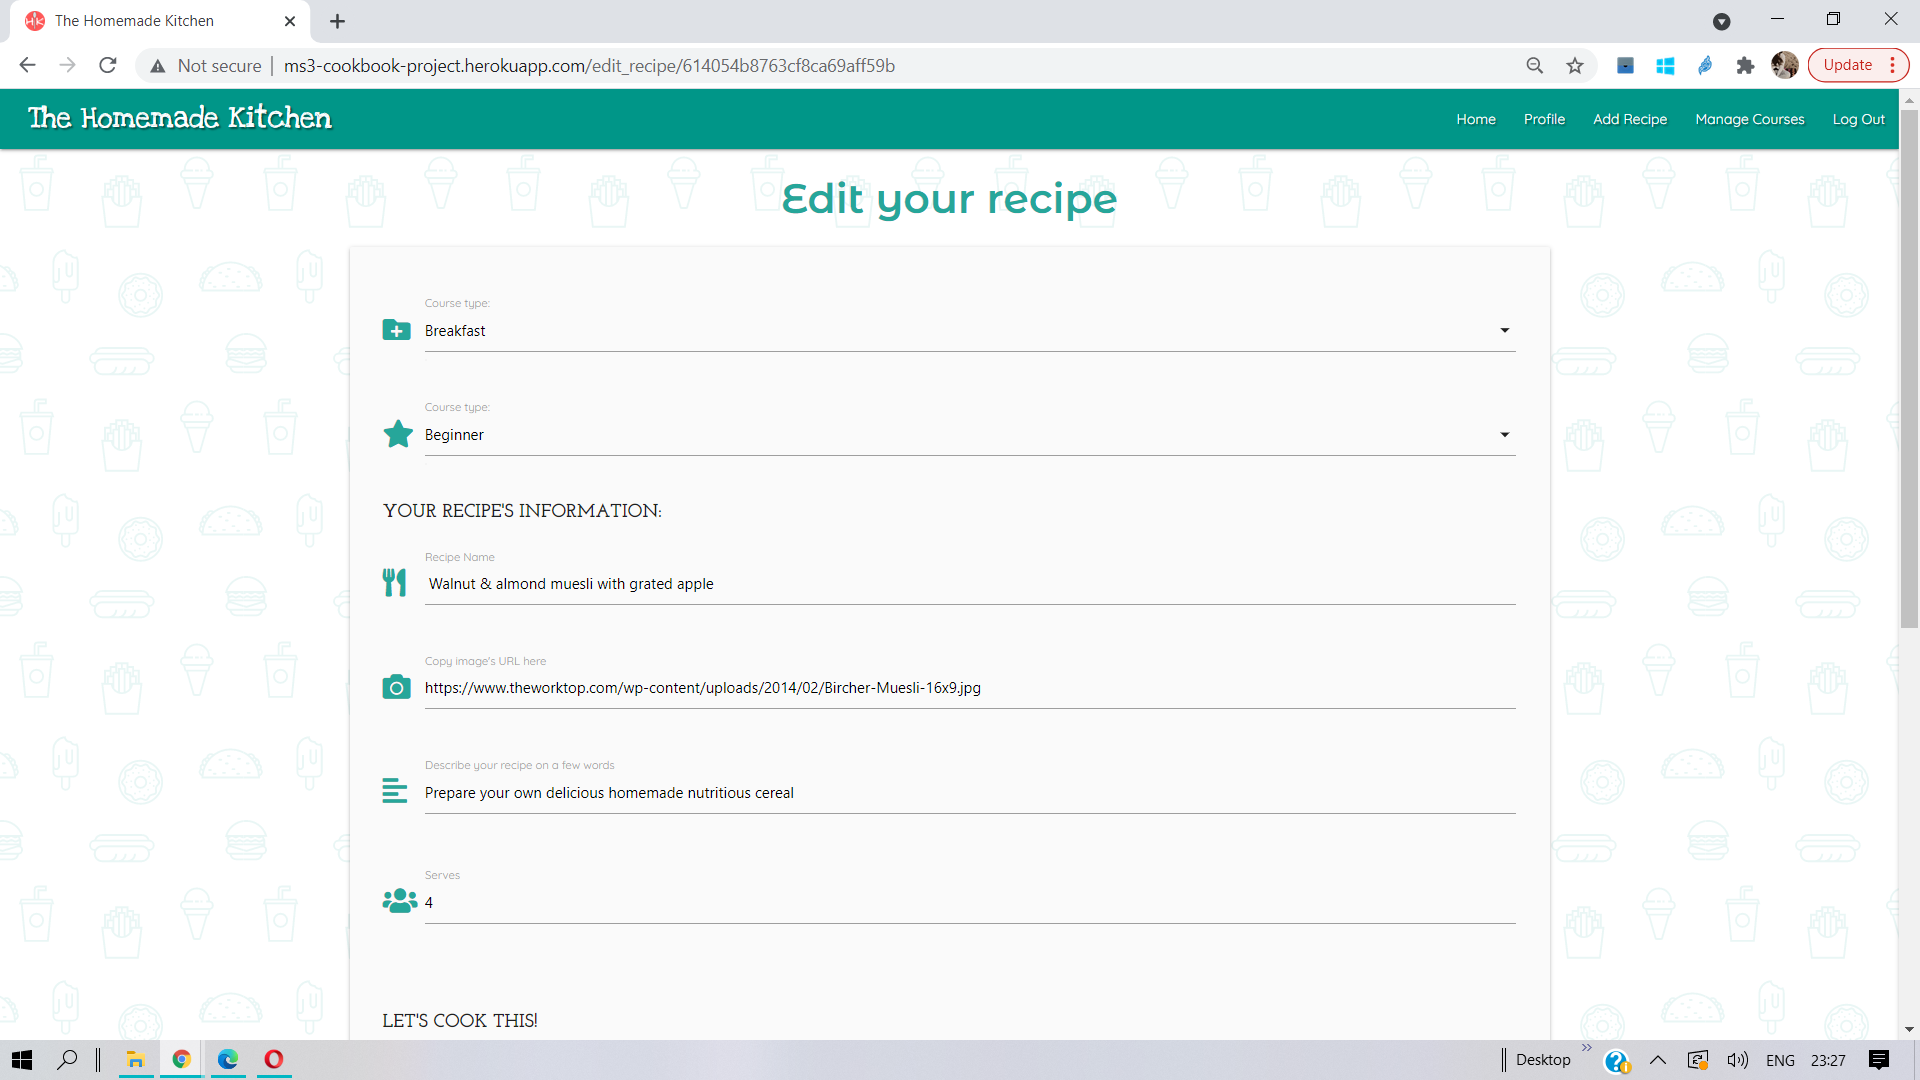 The Homemade Kitchen
Not secure
ms3-cookbook-project.herokuapp.com/edit_recipe/614054b8763cf8ca69aff59b
Update
The Homemade Kitchen
Home Profile Add Recipe Manage Courses Log Out
Edit your recipe
Course type:
Breakfast
Course type:
Beginner
YOUR RECIPE'S INFORMATION:
Recipe Name
Walnut & almond muesli with grated apple
Copy image's URL here
https://www.theworktop.com/wp-content/uploads/2014/02/Bircher-Muesli-16x9.jpg
Describe your recipe on a few words
Prepare your own delicious homemade nutritious cereal
Serves
4
LET'S COOK THIS!
Desktop
ENG
23:27